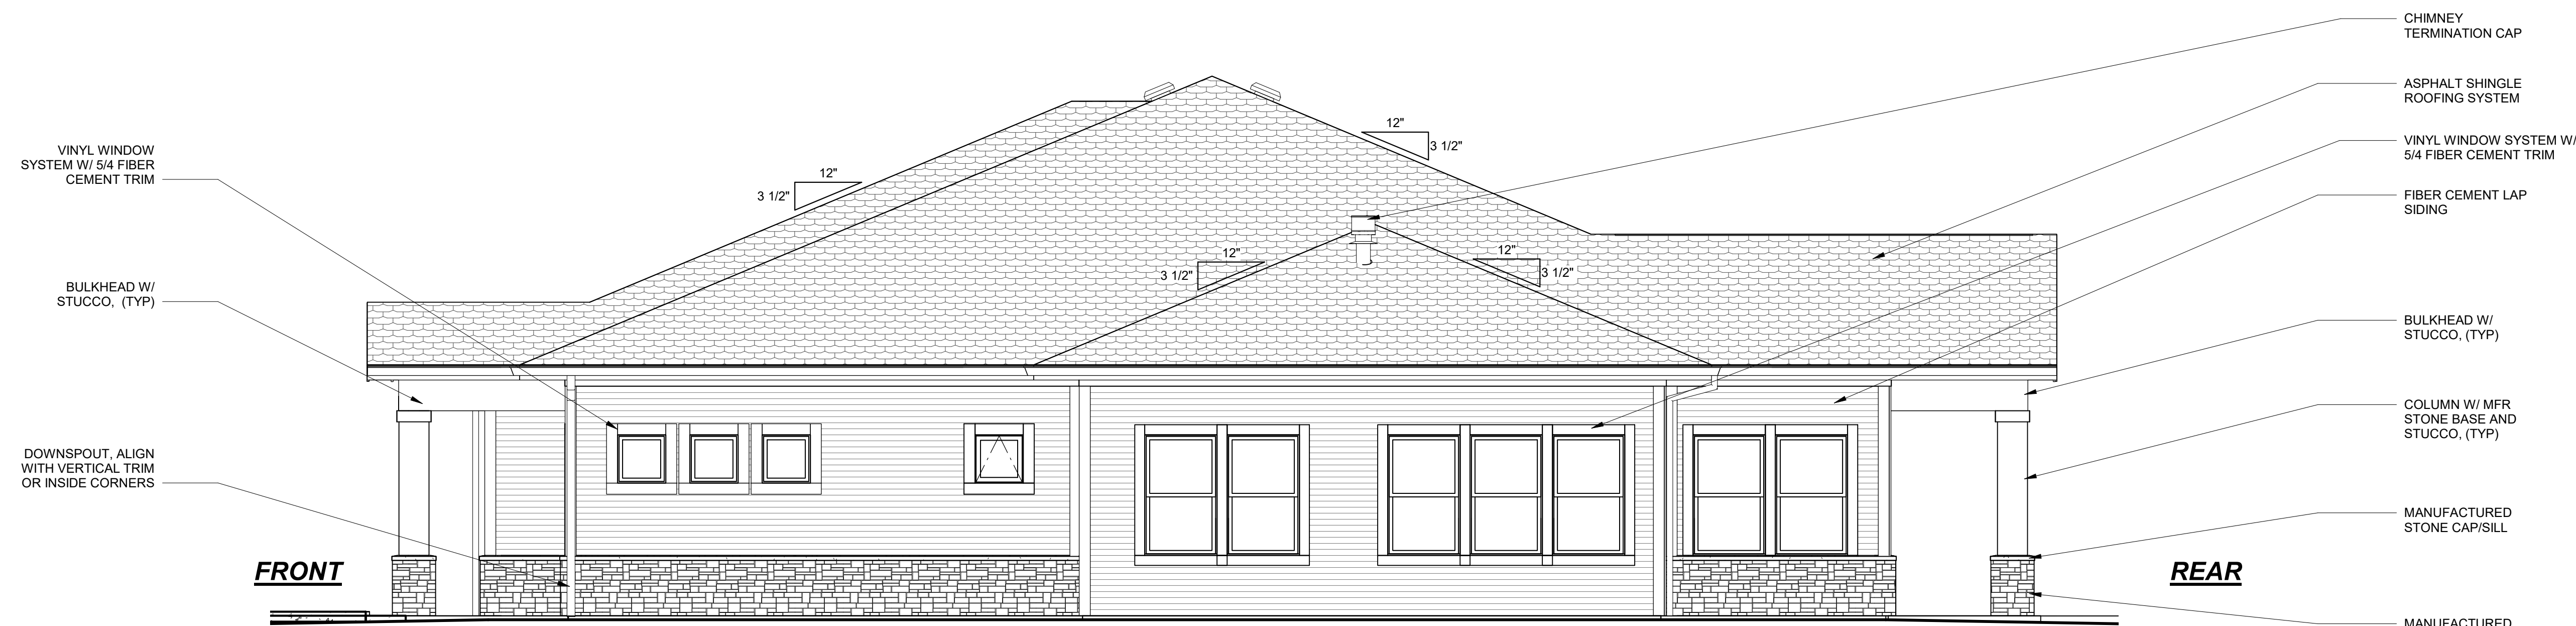 VINYL WINDOW
SYSTEM W/ 5/4 FIBER
CEMENT TRIM
BULKHEAD W/
STUCCO,  (TYP)
DOWNSPOUT, ALIGN
WITH VERTICAL TRIM
OR INSIDE CORNERS
FRONT
12"
3 1/2"
12"
3 1/2"
12"
3 1/2"
12"
3 1/2"
CHIMNEY
TERMINATION CAP
ASPHALT SHINGLE
ROOFING SYSTEM
VINYL WINDOW SYSTEM W/
5/4 FIBER CEMENT TRIM
FIBER CEMENT LAP
SIDING
BULKHEAD W/
STUCCO, (TYP)
COLUMN W/ MFR
STONE BASE AND
STUCCO, (TYP)
MANUFACTURED
STONE CAP/SILL
REAR
MANUFACTURED